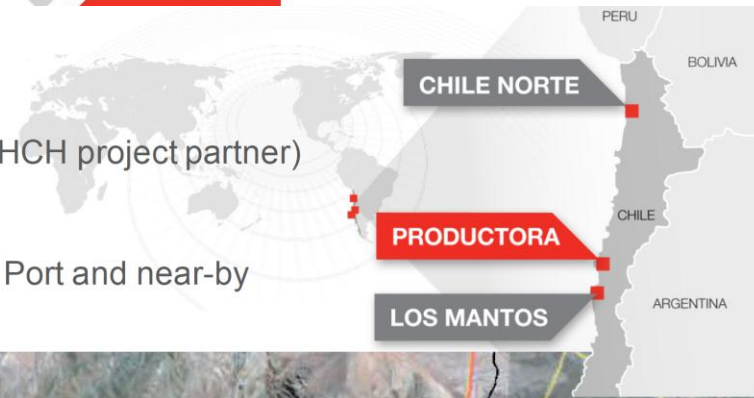 HCH project partner)
Port and near-by
PERU
BOLIVIA
CHILE NORTE
CHILE
PRODUCTORA
LOS MANTOS
ARGENTINA